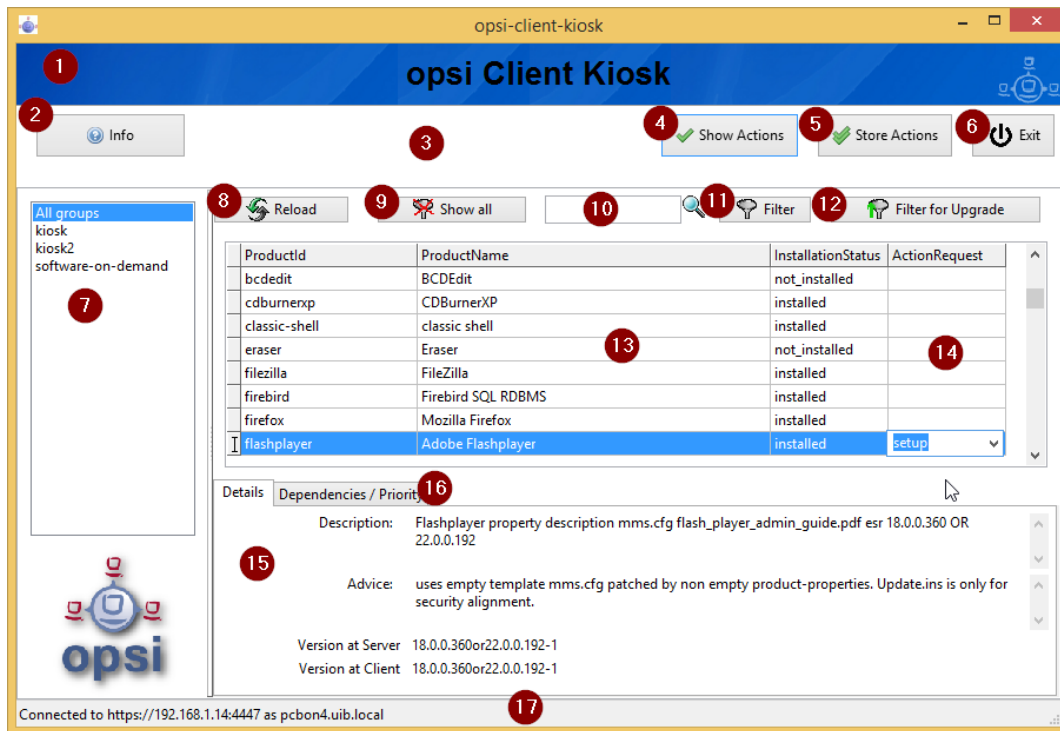 opsi-client-kiosk
1
opsi Client Kiosk
2
Info
3
4
Show Actions
5
Store Actions
6
Exit
7
All groups
kiosk
kiosk2
software-on-demand
8
Reload
9
Show all
10
11
Filter
12
Filter for Upgrade
ProductId ProductName InstallationStatus ActionRequest
bcdedit BCDEdit not_installed
cdburnerxp CDBurnerXP installed
classic-shell classic shell installed
eraser Eraser not_installed
filezilla FileZilla installed
firebird Firebird SQL RDBMS installed
firefox Mozilla Firefox installed
flashplayer Adobe Flashplayer installed setup
13
14
Details
Dependencies / Priority
16
15
Description: Flashplayer property description mms.cfg flash_player_admin_guide.pdf esr 18.0.0.360 OR
22.0.0.192
Advice: uses empty template mms.cfg patched by non empty product-properties. Update.ins is only for
security alignment.
Version at Server 18.0.0.360or22.0.0.192-1
Version at Client 18.0.0.360or22.0.0.192-1
opsi
Connected to https://192.168.1.14:4447 as pcbon4.uib.local
17